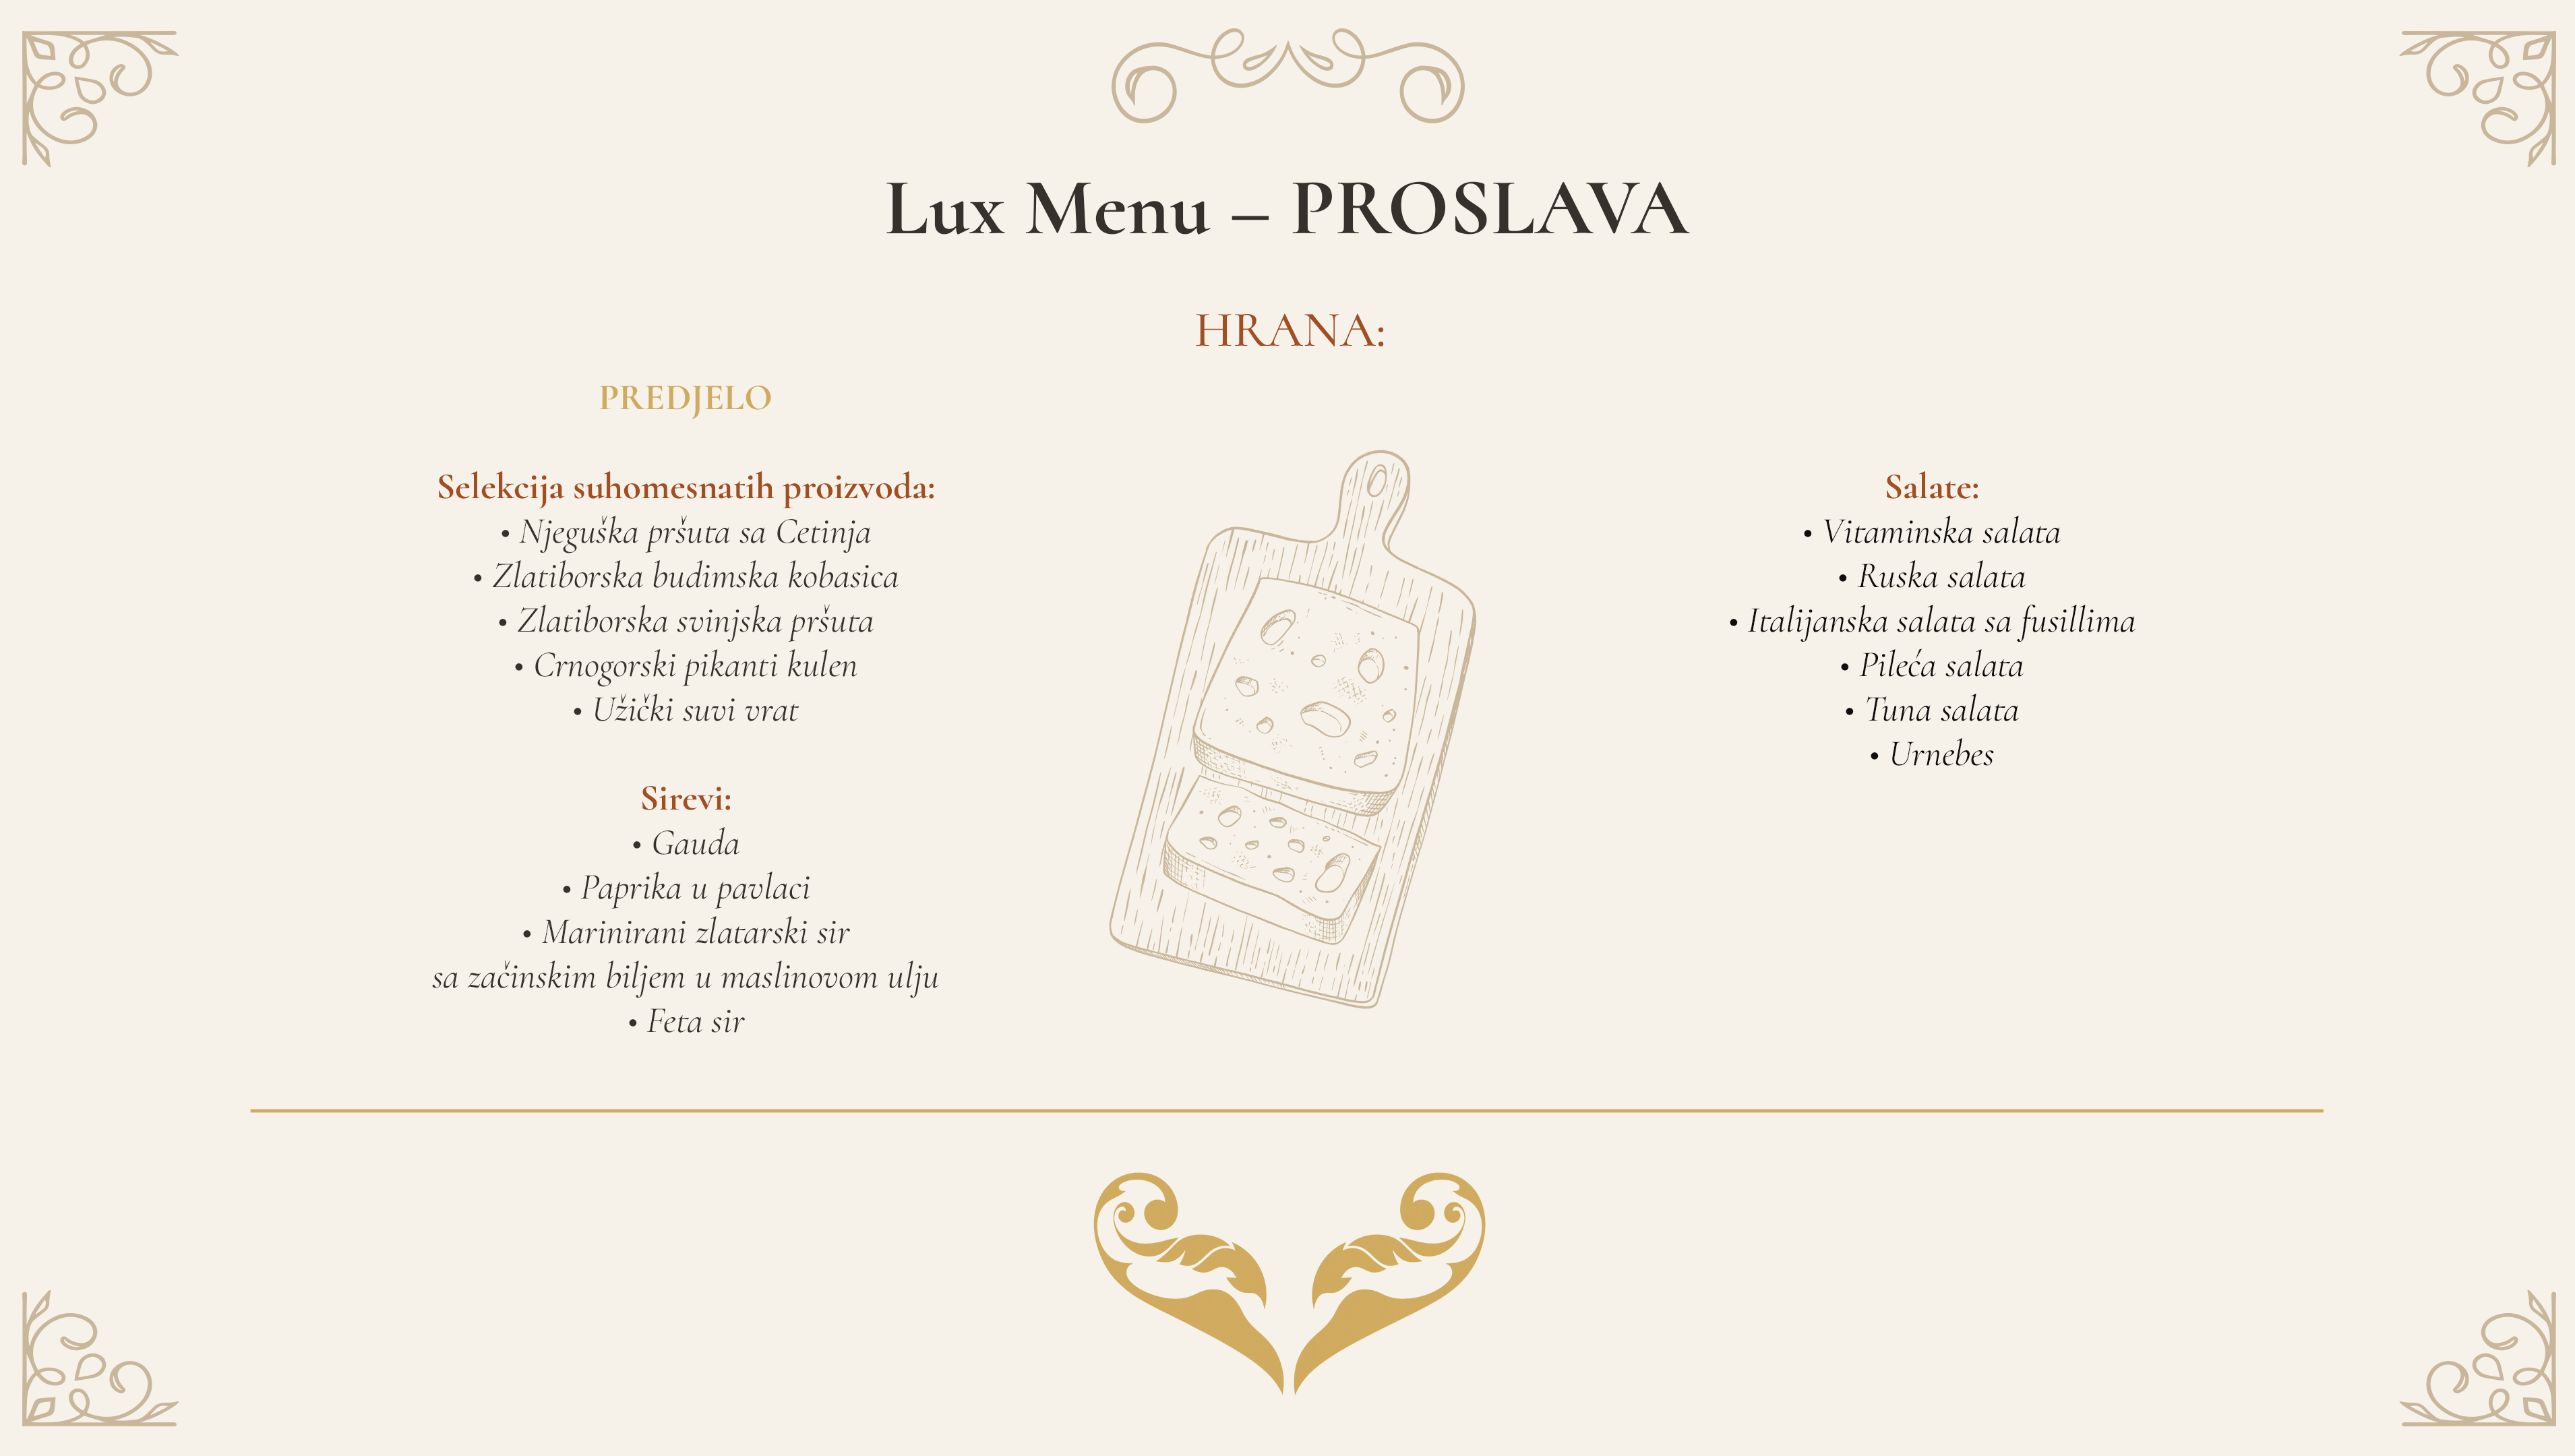 Lux Menu – PROSLAVA
HRANA:
PREDJELO
Selekcija suhomesnatih proizvoda:
• Njeguška pršuta sa Cetinja
• Zlatiborska budimska kobasica
• Zlatiborska svinjska pršuta
• Crnogorski pikanti kulen
• Užički suvi vrat
Sirevi:
• Gauda
• Paprika u pavlaci
• Marinirani zlatarski sir
sa začinskim biljem u maslinovom ulju
• Feta sir
Salate:
• Vitaminska salata
• Ruska salata
• Italijanska salata sa fusillima
• Pileća salata
• Tuna salata
• Urnebes